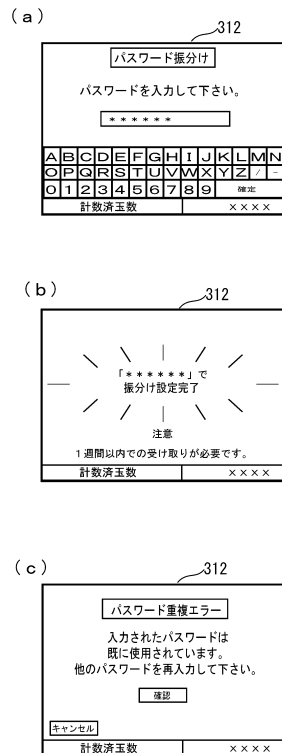 (a)
312
パスワード振分け
パスワードを入力して下さい。
******
ABCDEFGHIJKLMN
OPQRSTUVWXYZ/-
0123456789 確定
計数済玉数 ××××
(b)
312
「******」で
振分け設定完了
注意
1週間以内での受け取りが必要です。
計数済玉数 ××××
(c)
312
パスワード重複エラー
入力されたパスワードは
既に使用されています。
他のパスワードを再入力して下さい。
確認
キャンセル
計数済玉数 ××××